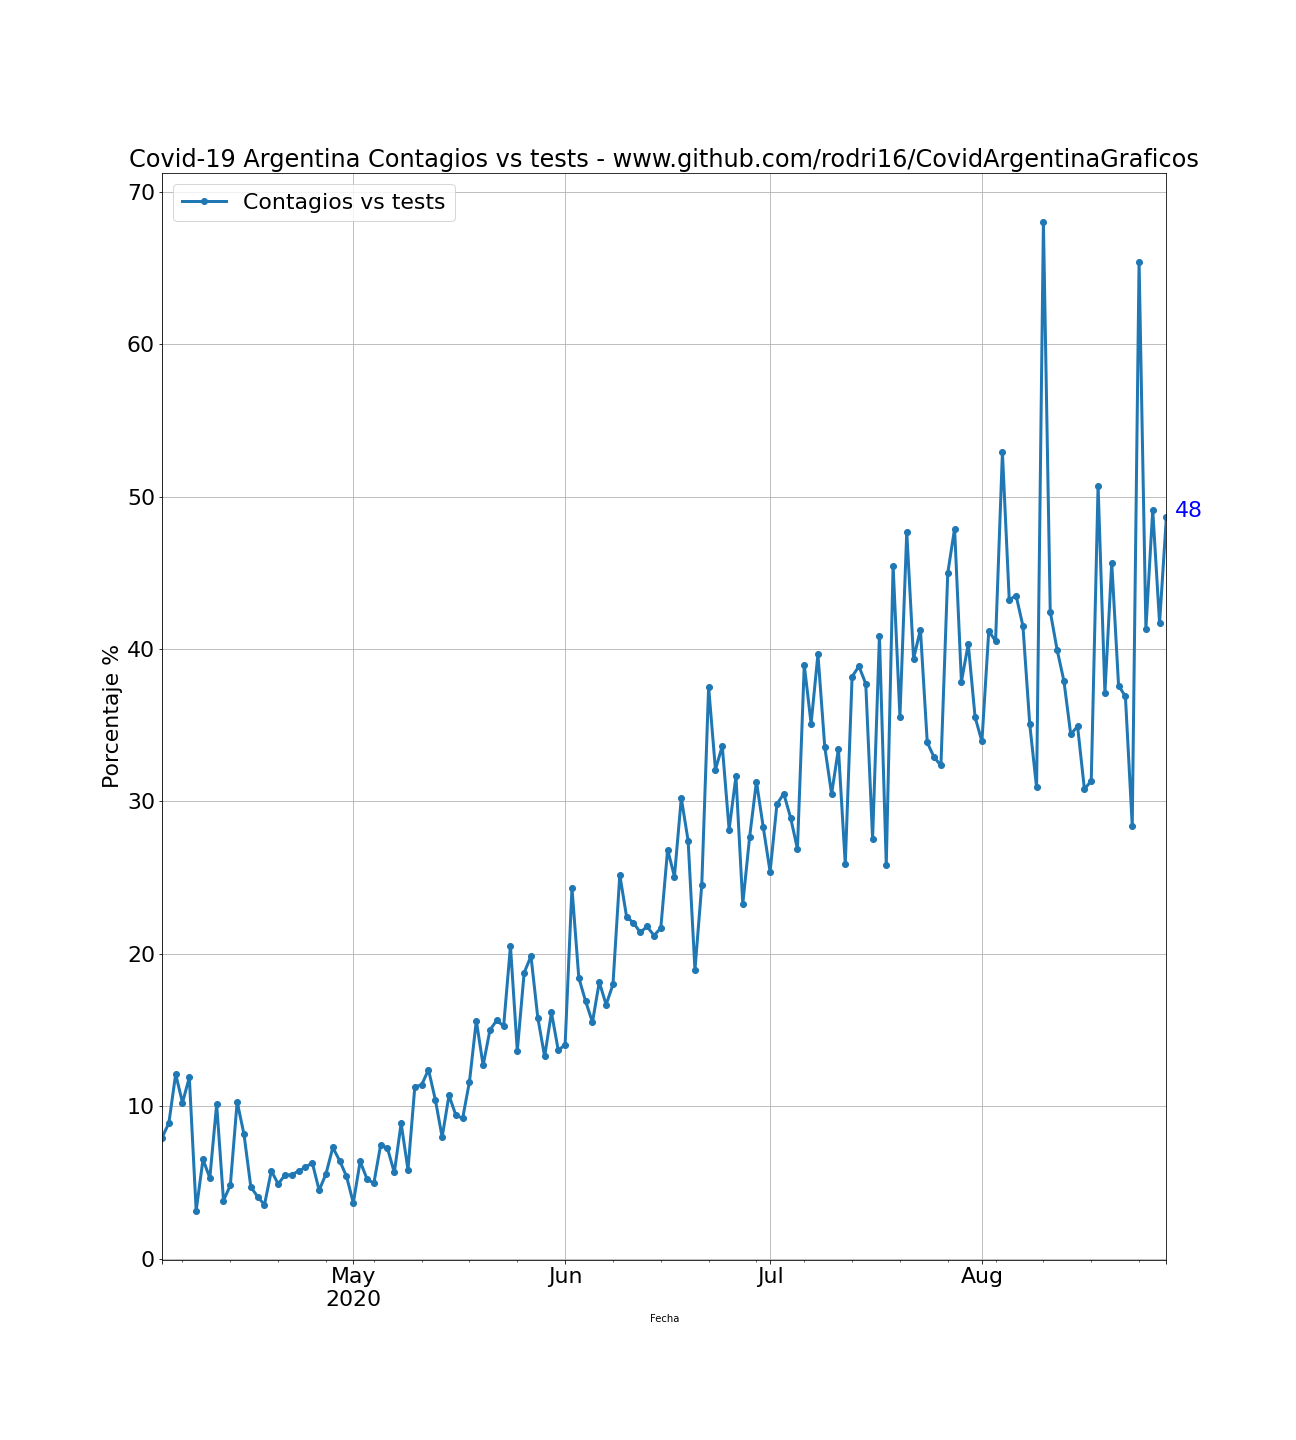 Covid-19 Argentina Contagios vs tests - www.github.com/rodri16/CovidArgentinaGraficos
Contagios vs tests
70
60
50
48
40
Porcentaje %
30
20
10
0
May
2020
Jun
Jul
Aug
Fecha